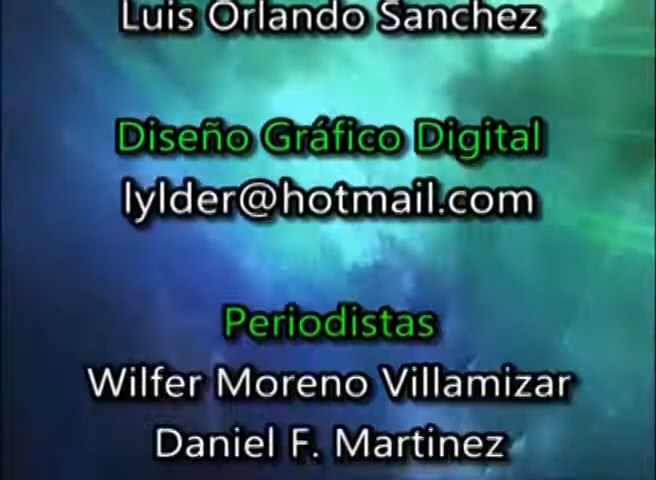 Luis Orlando Sanchez
Diseño Gráfico Digital
lylder@hotmail.com
Periodistas
Wilfer Moreno Villamizar
Daniel F. Martinez